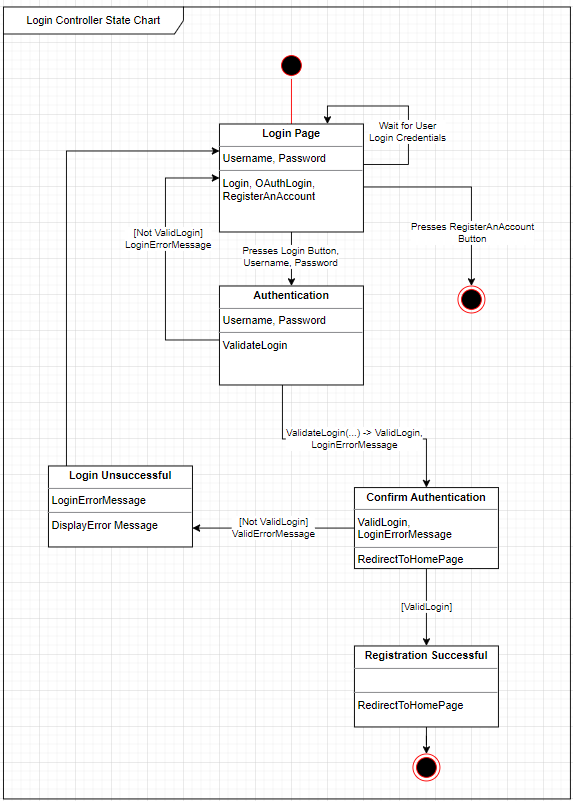 Login Controller State Chart
Login Page
Username, Password
Login, OAuthLogin,
RegisterAnAccount
Wait for User
Login Credentials
Presses RegisterAnAccount
Button
[Not ValidLogin]
LoginErrorMessage
Presses Login Button,
Username, Password
Authentication
Username, Password
ValidateLogin
ValidateLogin(...) -> ValidLogin,
LoginErrorMessage
Login Unsuccessful
LoginErrorMessage
DisplayError Message
[Not ValidLogin]
ValidErrorMessage
Confirm Authentication
ValidLogin,
LoginErrorMessage
RedirectToHomePage
[ValidLogin]
Registration Successful
RedirectToHomePage